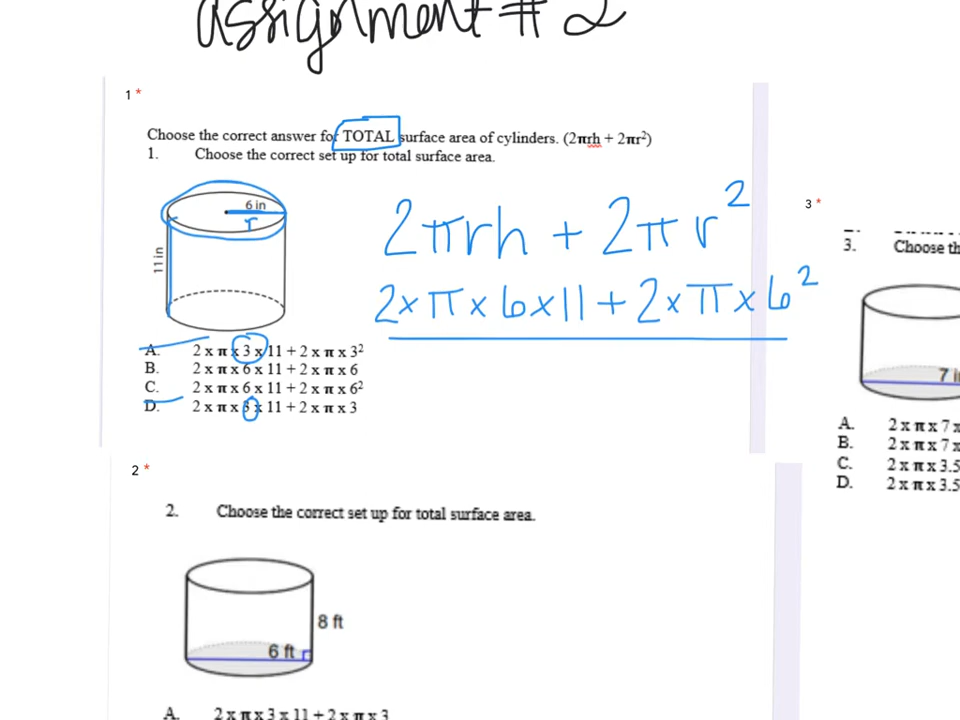 assignment # 2
1 *
Choose the correct answer for TOTAL surface area of cylinders. (2πrh + 2πr²)
1. Choose the correct set up for total surface area.
6 in
r
11 in
2πrh + 2πr²
2×π×6×11+2×π×6²
A. 2 x π x 3 x 11 + 2 x π x 3²
B. 2 x π x 6 x 11 + 2 x π x 6
C. 2 x π x 6 x 11 + 2 x π x 6²
D. 2 x π x 3 x 11 + 2 x π x 3
2 *
2. Choose the correct set up for total surface area.
8 ft
6 ft
A. 2 x π x 3 x 11 + 2 x π x 3
3 *
3. Choose th
7 i
A. 2 x π x 7 x
B. 2 x π x 7 x
C. 2 x π x 3.5
D. 2 x π x 3.5